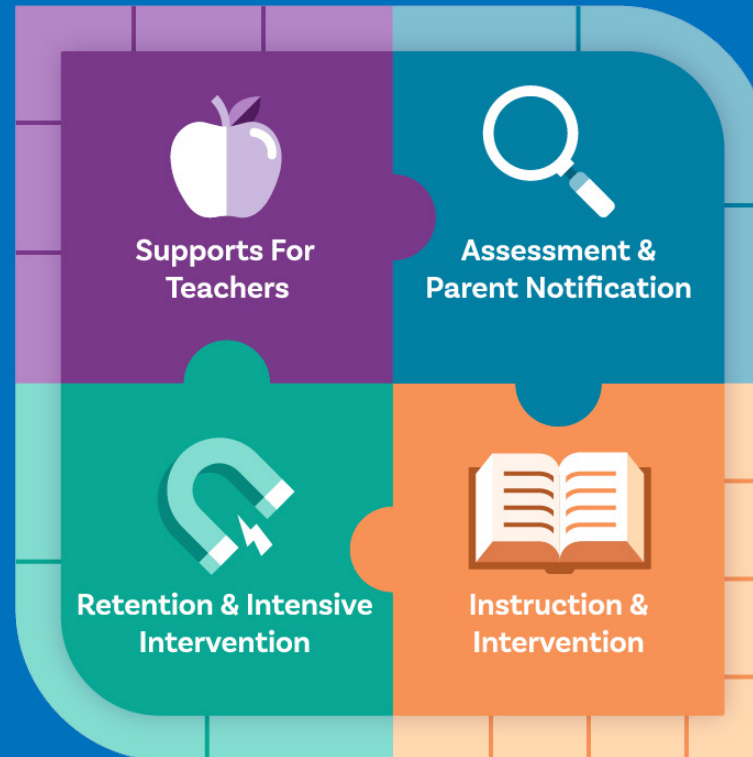 Supports For
Teachers
Assessment &
Parent Notification
Retention & Intensive
Intervention
Instruction &
Intervention